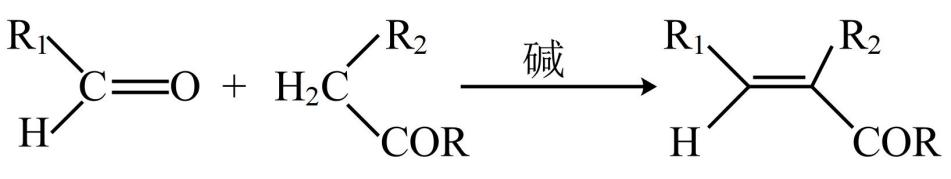 R₁ C=O H + H₂C R₂ COR 碱 R₁ R₂ H COR